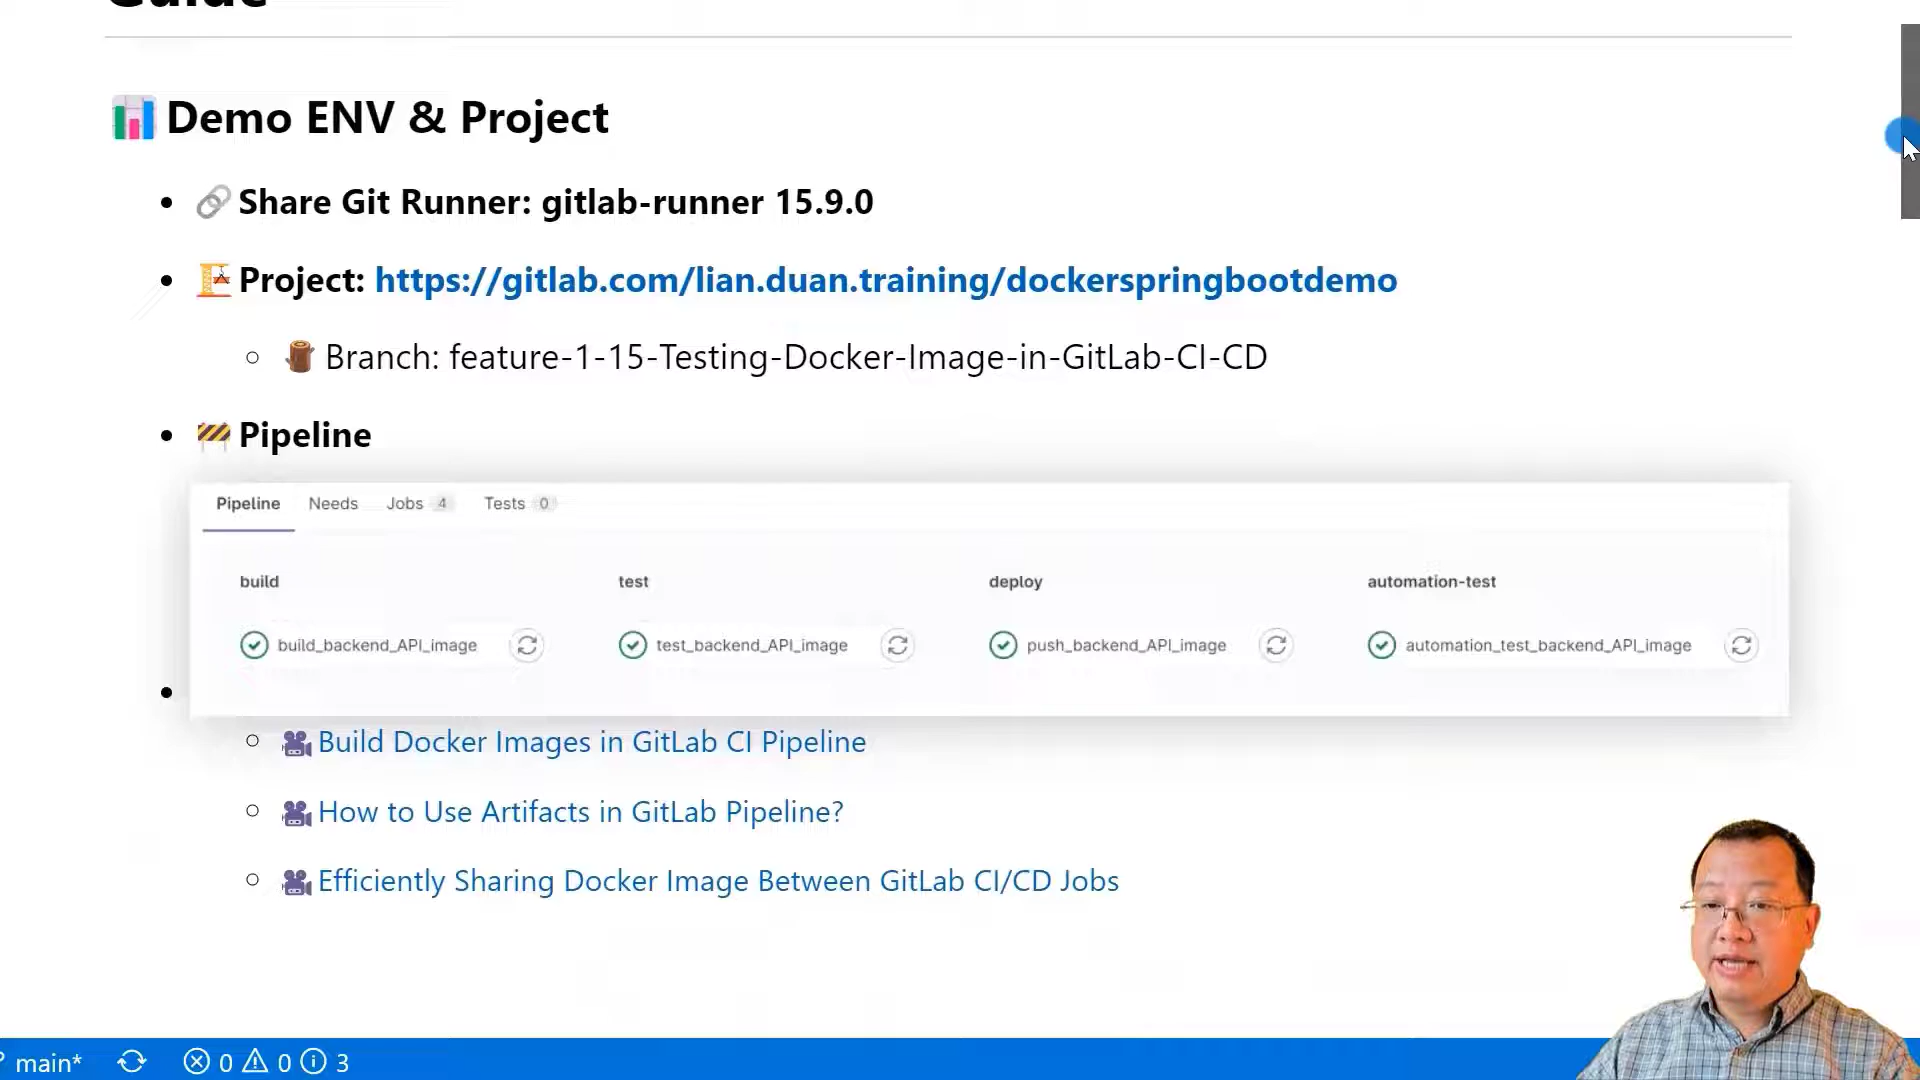 Guide
Demo ENV & Project
Share Git Runner: gitlab-runner 15.9.0
Project: https://gitlab.com/lian.duan.training/dockerspringbootdemo
Branch: feature-1-15-Testing-Docker-Image-in-GitLab-CI-CD
Pipeline
Pipeline Needs Jobs 4 Tests 0
build test deploy automation-test
build_backend_API_image test_backend_API_image push_backend_API_image automation_test_backend_API_image
Build Docker Images in GitLab CI Pipeline
How to Use Artifacts in GitLab Pipeline?
Efficiently Sharing Docker Image Between GitLab CI/CD Jobs
main* 0 0 3